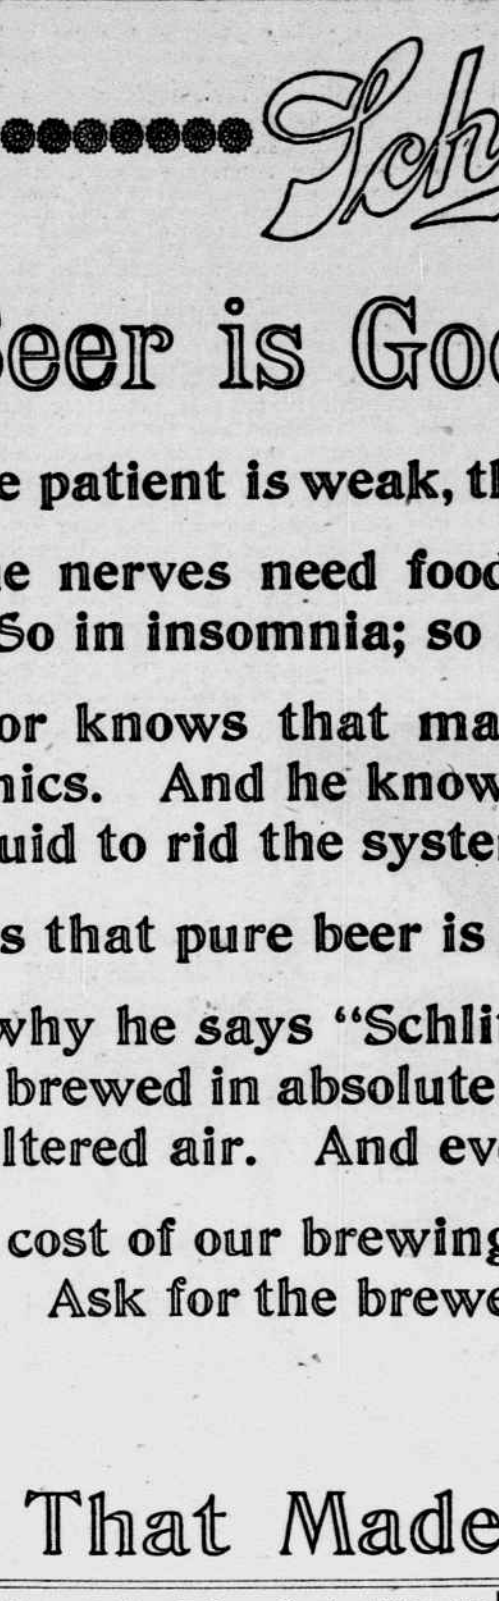 Sch
Beer is Goo
e patient is weak, th
e nerves need food
So in insomnia; so
or knows that ma
nics. And he know
uid to rid the syste
s that pure beer is
why he says “Schlit
brewed in absolute
ltered air. And eve
cost of our brewing
Ask for the brewe
That Made